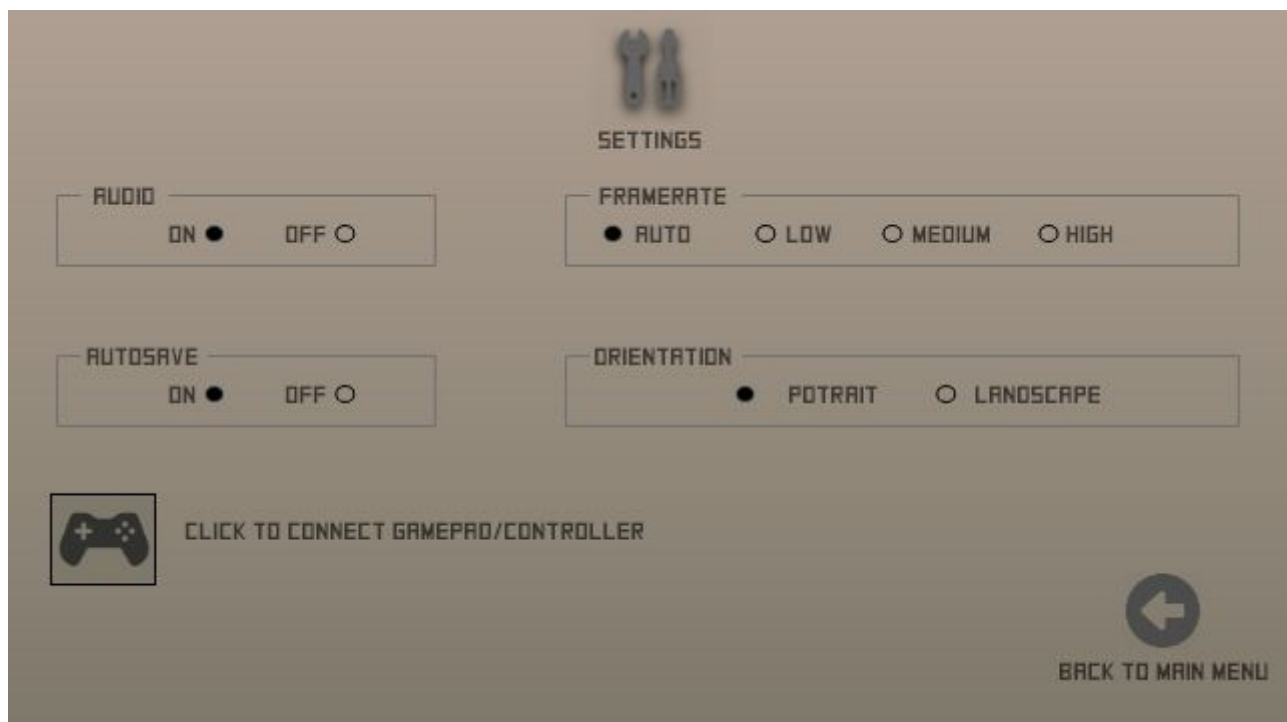 SETTINGS
AUDIO
ON OFF
FRAMERATE
AUTO LOW MEDIUM HIGH
AUTOSAVE
ON OFF
ORIENTATION
POTRAIT LANDSCAPE
CLICK TO CONNECT GAMEPAD/CONTROLLER
BACK TO MAIN MENU